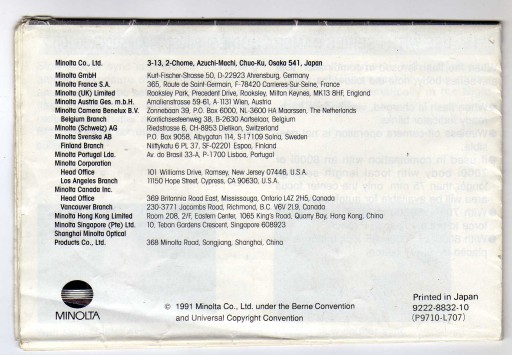 Minolta Co., Ltd. 3-13, 2-Chome, Azuchi-Machi, Chuo-Ku, Osaka 541, Japan
Minolta GmbH Kurt-Fischer-Strasse 50, D-22923 Ahrensburg, Germany
Minolta France S.A. 365, Route de Saint-Germain, F-78420 Carrieres-Sur-Seine, France
Minolta (UK) Limited Rooksley Park, Precedent Drive, Rooksley, Milton Keynes, MK13 8HF, England
Minolta Austria Ges. m.b.H. Amalienstrasse 59-61, A-1131 Wien, Austria
Minolta Camera Benelux B.V. Zonnebaan 39, P.O. Box 6000, NL-3600 HA Maarssen, The Netherlands
Belgium Branch Kontichsesteenweg 38, B-2630 Aartselaar, Belgium
Minolta (Schweiz) AG Riedstrasse 6, CH-8953 Dietikon, Switzerland
Minolta Svenska AB P.O. Box 9058, Albygatan 114, S-17109 Solna, Sweden
Finland Branch Niittykatu 6 PL 37, SF-02201 Espoo, Finland
Minolta Portugal Lda. Av. do Brasil 33-A, P-1700 Lisboa, Portugal
Minolta Corporation
Head Office 101 Williams Drive, Ramsey, New Jersey 07446, U.S.A.
Los Angeles Branch 11150 Hope Street, Cypress, CA 90630, U.S.A.
Minolta Canada Inc.
Head Office 369 Britannia Road East, Mississauga, Ontario L4Z 2H5, Canada
Vancouver Branch 230-3771 Jacombs Road, Richmond, B.C. V6V 2L9, Canada
Minolta Hong Kong Limited Room 208, 2/F, Eastern Center, 1065 King's Road, Quarry Bay, Hong Kong, China
Minolta Singapore (Pte) Ltd. 10, Teban Gardens Crescent, Singapore 608923
Shanghai Minolta Optical
Products Co., Ltd. 368 Minolta Road, Songjiang, Shanghai, China
MINOLTA
© 1991 Minolta Co., Ltd. under the Berne Convention
and Universal Copyright Convention
Printed in Japan
9222-8832-10
(P9710-L707)